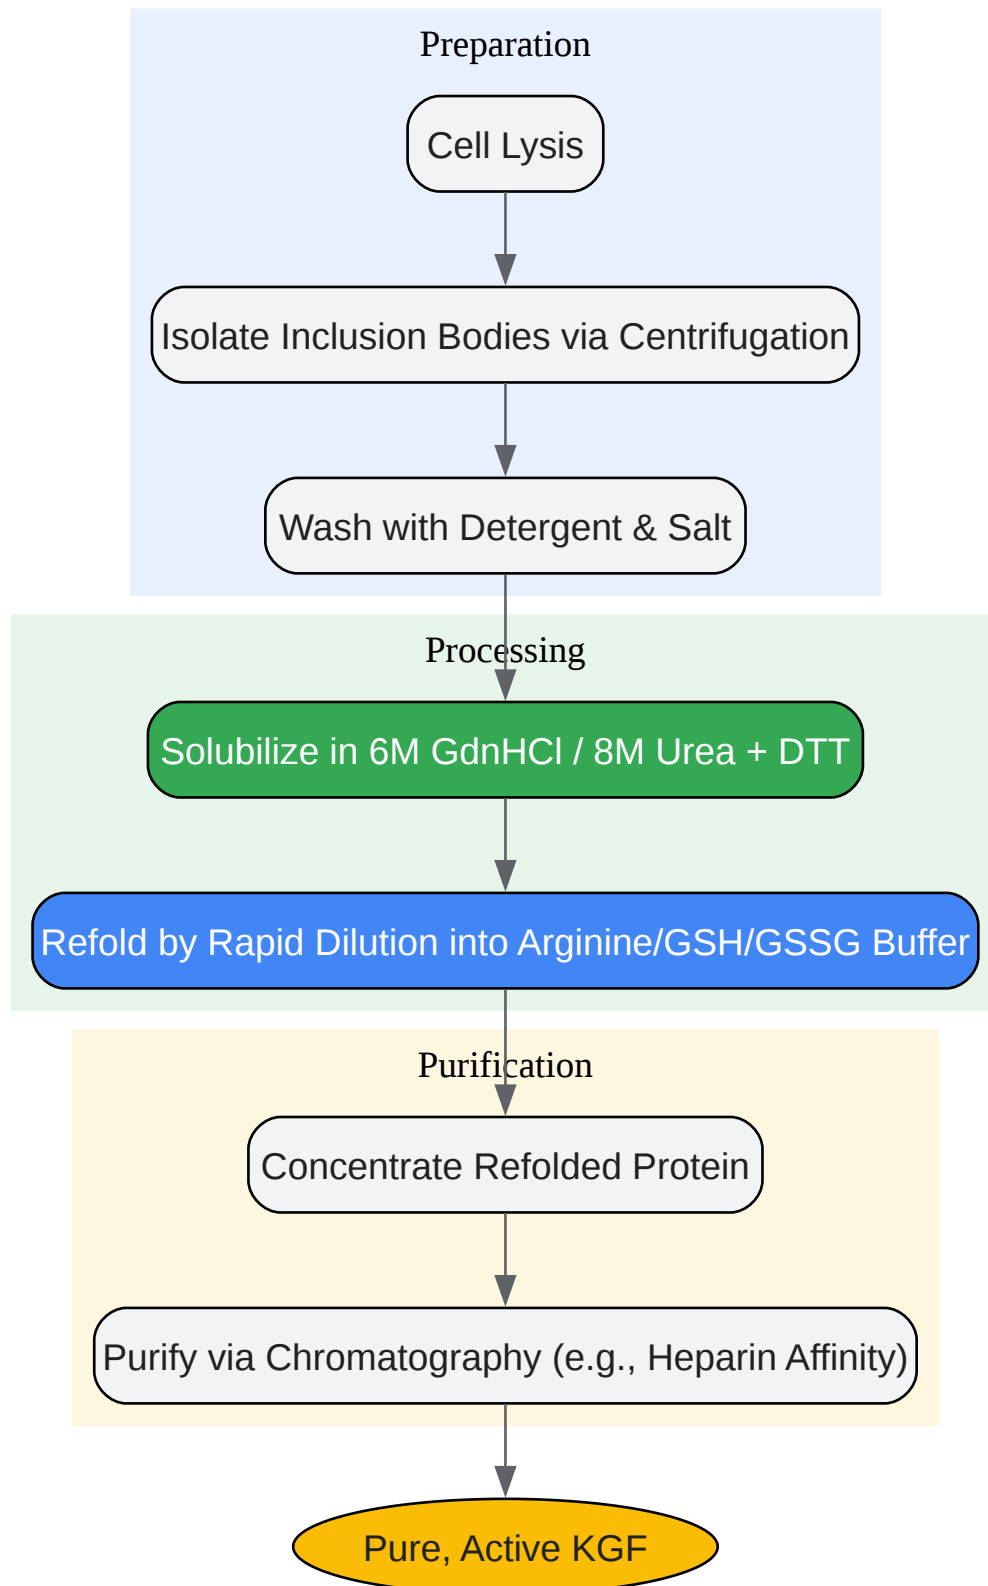 Preparation
Cell Lysis
Isolate Inclusion Bodies via Centrifugation
Wash with Detergent & Salt
Processing
Solubilize in 6M GdnHCl / 8M Urea + DTT
Refold by Rapid Dilution into Arginine/GSH/GSSG Buffer
Purification
Concentrate Refolded Protein
Purify via Chromatography (e.g., Heparin Affinity)
Pure, Active KGF